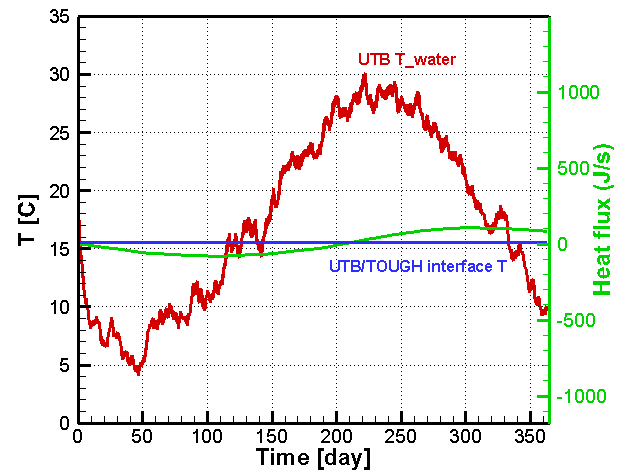 35
30
25
20
15
10
5
0
T [C]
UTB T_water
UTB/TOUGH interface T
1000
500
0
-500
-1000
Heat flux (J/s)
0 50 100 150 200 250 300 350
Time [day]